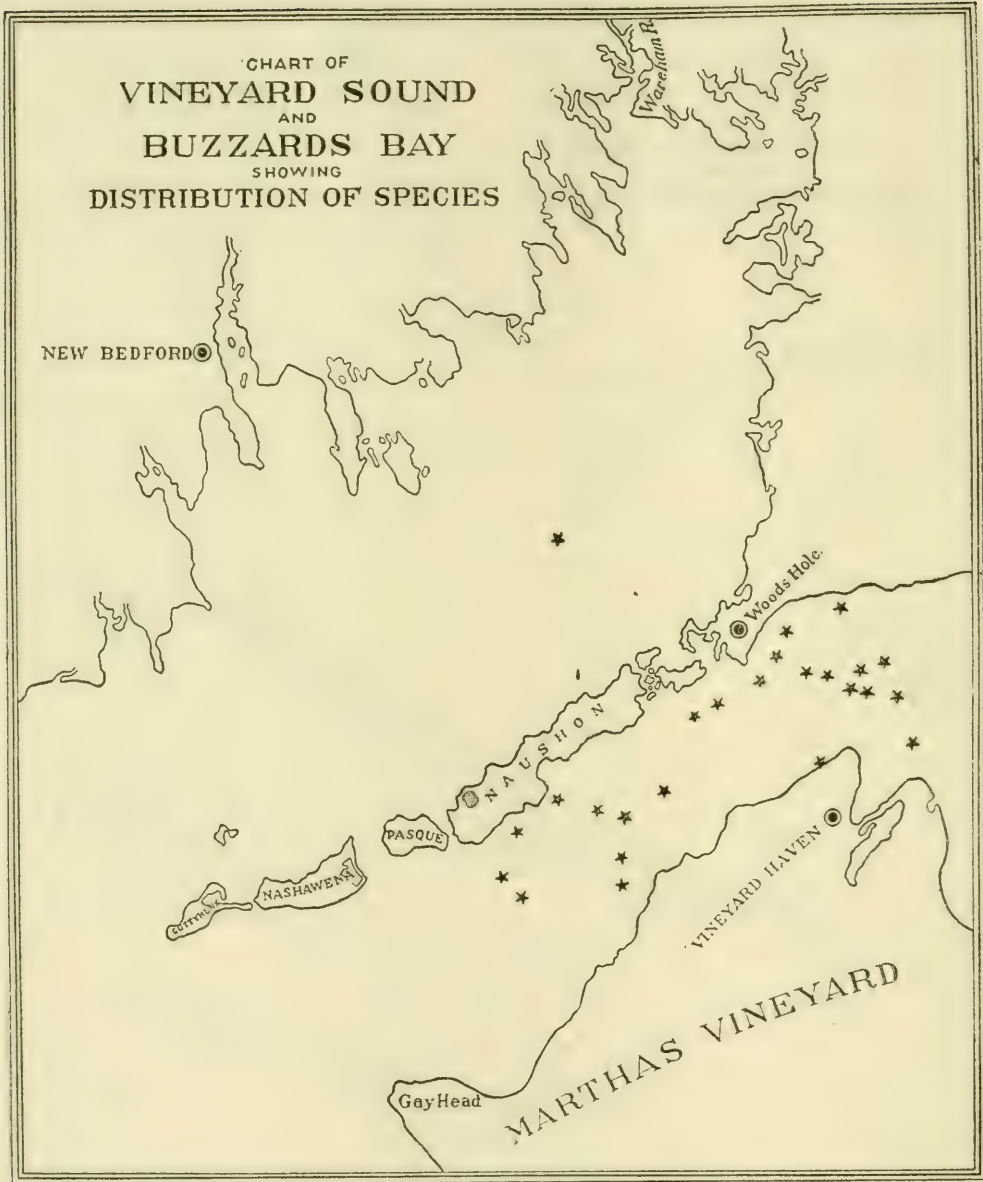 CHART OF
VINEYARD SOUND
AND
BUZZARDS BAY
SHOWING
DISTRIBUTION OF SPECIES
Wareham R.
NEW BEDFORD
Woods Hole.
NAUSHON
PASQUE
NASHAWENA
CUTTYHUNK
VINEYARD HAVEN
MARTHAS VINEYARD
Gay Head